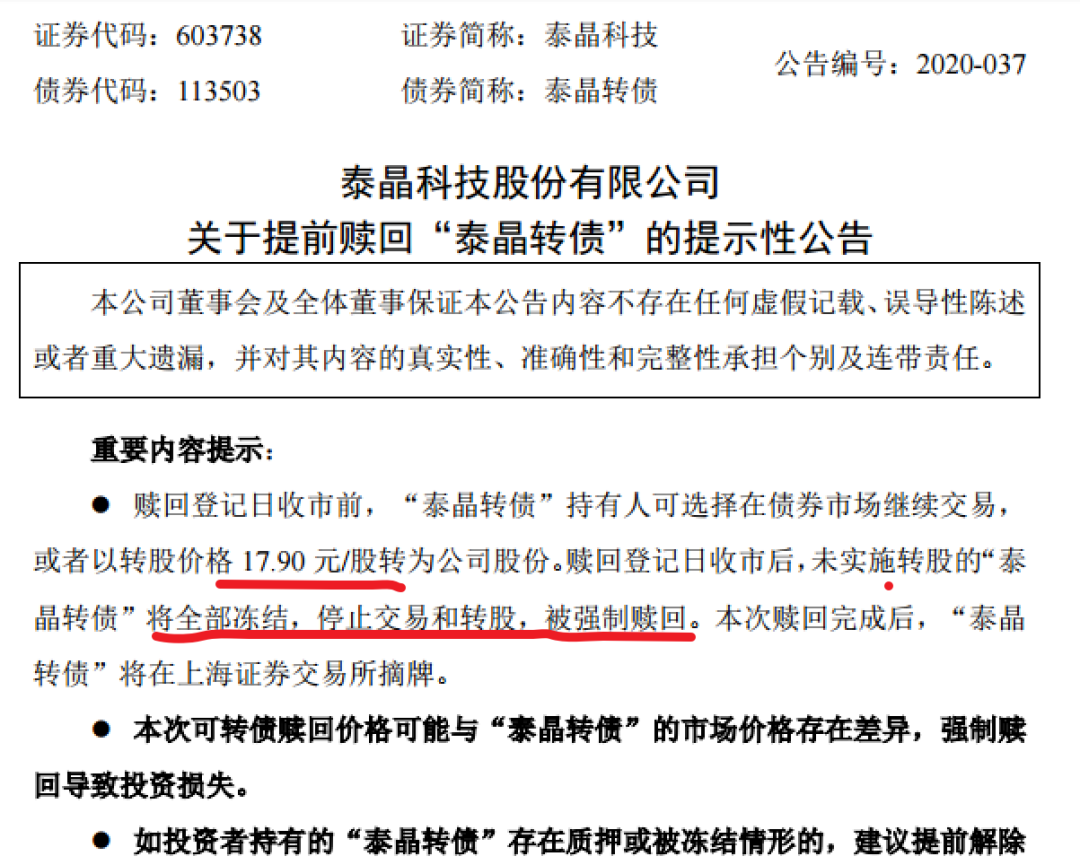 证券代码：603738 证券简称：泰晶科技
公告编号：2020-037
债券代码：113503 债券简称：泰晶转债
泰晶科技股份有限公司
关于提前赎回“泰晶转债”的提示性公告
本公司董事会及全体董事保证本公告内容不存在任何虚假记载、误导性陈述
或者重大遗漏，并对其内容的真实性、准确性和完整性承担个别及连带责任。
重要内容提示：
● 赎回登记日收市前，“泰晶转债”持有人可选择在债券市场继续交易，
或者以转股价格 17.90 元/股转为公司股份。赎回登记日收市后，未实施转股的“泰
晶转债”将全部冻结，停止交易和转股，被强制赎回。本次赎回完成后，“泰晶
转债”将在上海证券交易所摘牌。
● 本次可转债赎回价格可能与“泰晶转债”的市场价格存在差异，强制赎
回导致投资损失。
● 如投资者持有的“泰晶转债”存在质押或被冻结情形的，建议提前解除